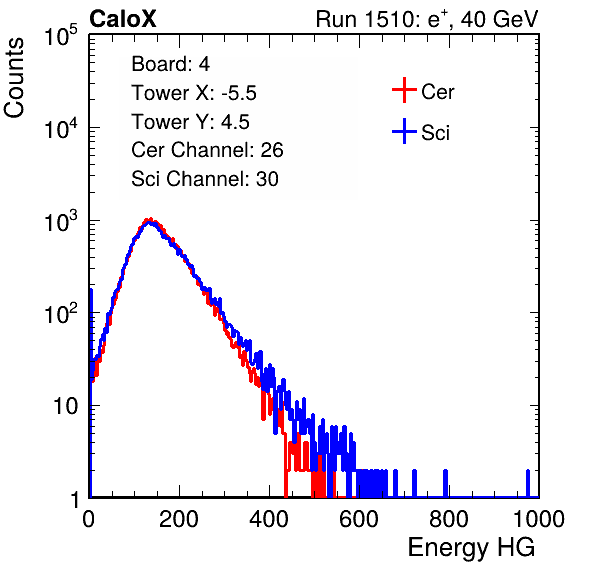 CaloX Run 1510: e⁺, 40 GeV
Board: 4
Tower X: -5.5
Tower Y: 4.5
Cer Channel: 26
Sci Channel: 30
Cer
Sci
Counts
10⁵
10⁴
10³
10²
10
1
0 200 400 600 800 1000
Energy HG